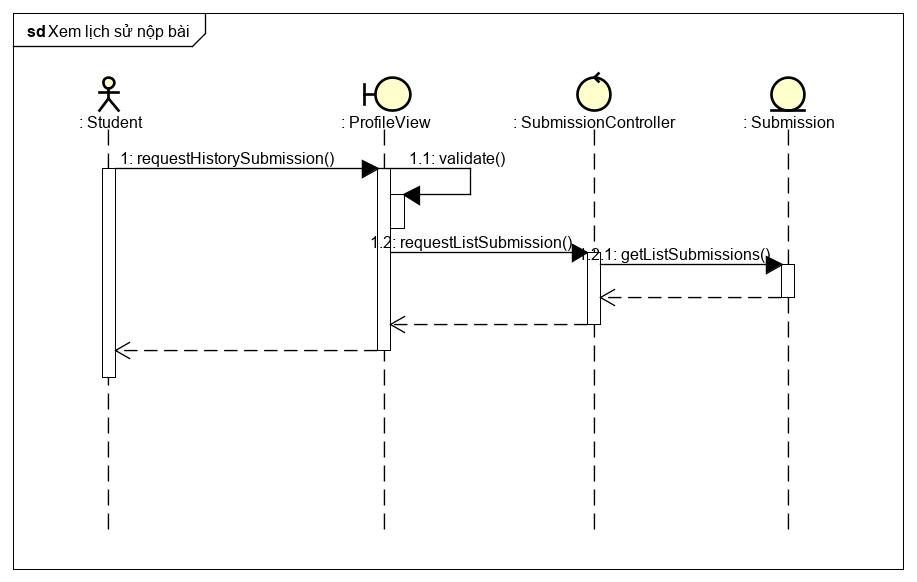 sd Xem lịch sử nộp bài
: Student
: ProfileView
: SubmissionController
: Submission
1: requestHistorySubmission()
1.1: validate()
1.2: requestListSubmission()
1.2.1: getListSubmissions()